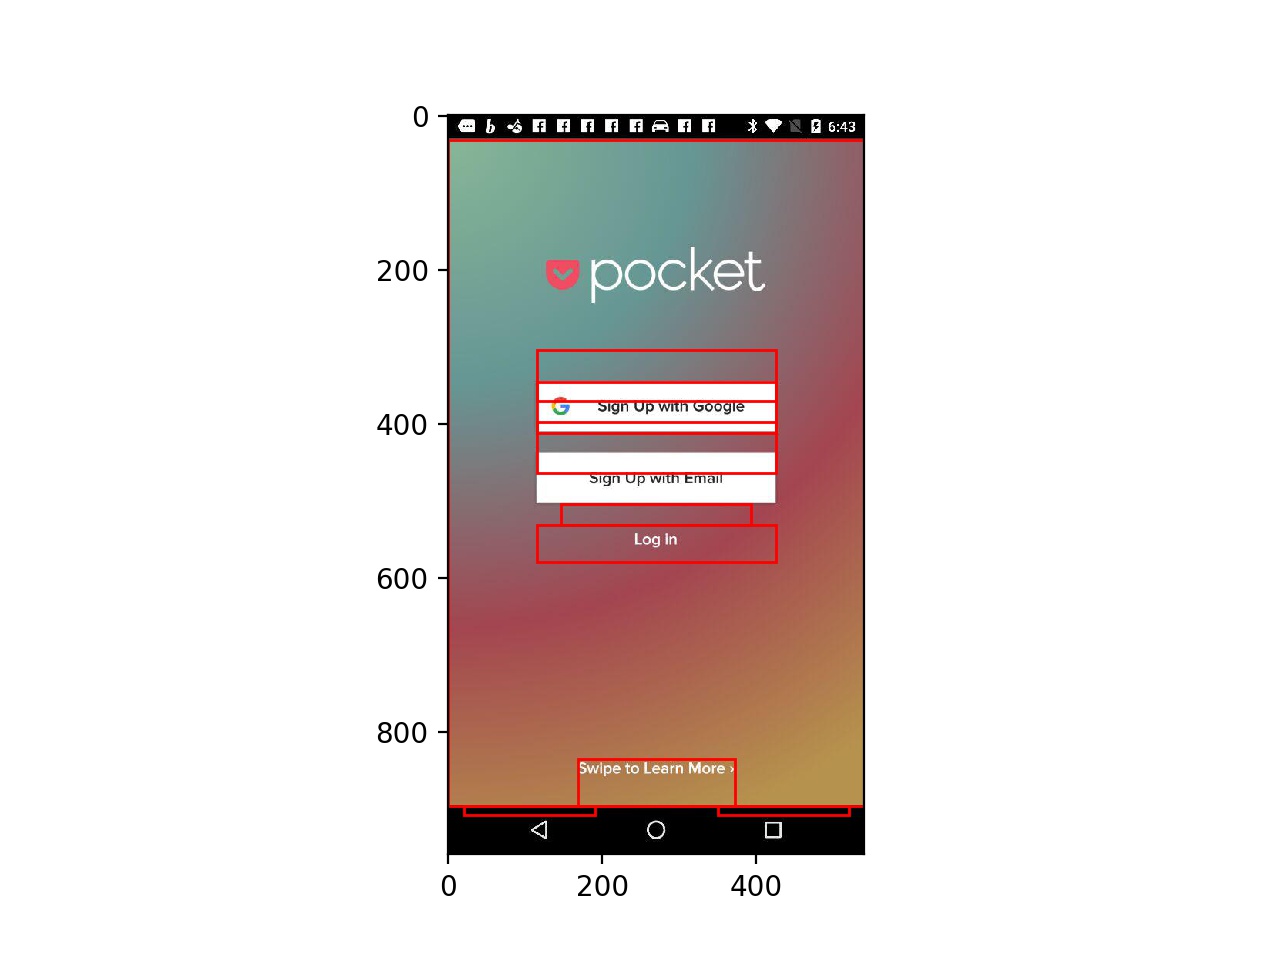 0
6:43
200
pocket
400
Sign Up with Google
Sign Up with Email
Log In
600
800
Swipe to Learn More ›
0
200
400